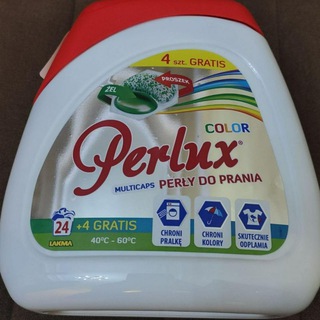 4 szt. GRATIS
PROSZEK
ŻEL
COLOR
Perlux®
MULTICAPS PERŁY DO PRANIA
24 +4 GRATIS
LAKMA 40°C - 60°C
CHRONI PRALKĘ
CHRONI KOLORY
SKUTECZNIE ODPLAMIA